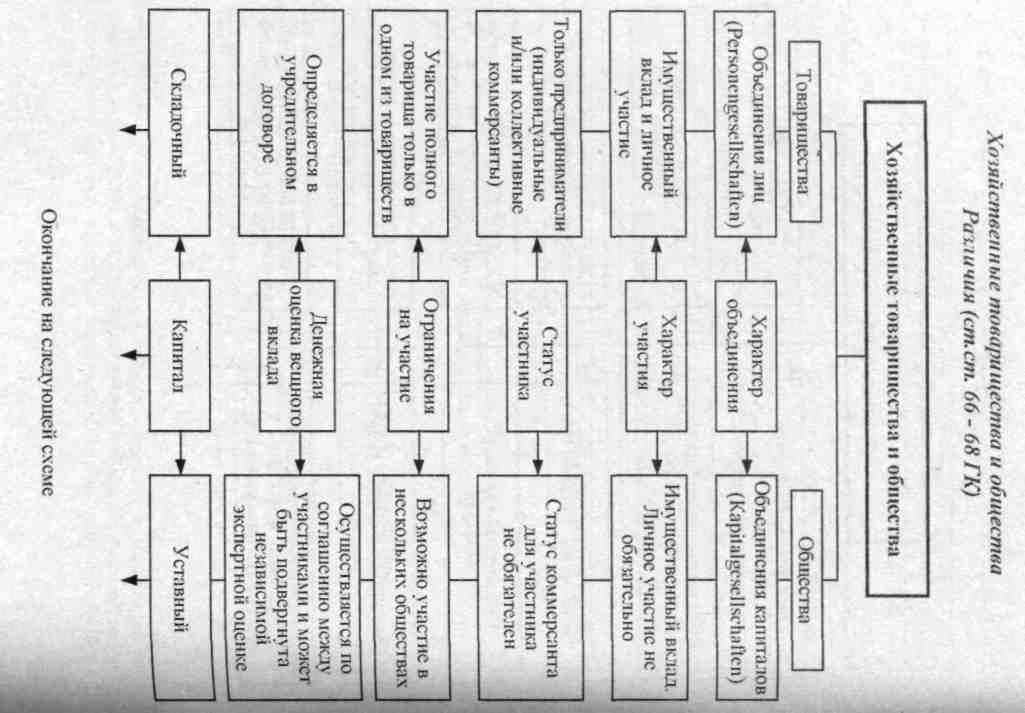 Хозяйственные товарищества и общества
Различия (ст.ст. 66 - 68 ГК)
Хозяйственные товарищества и общества
Товарищества
Общества
Объединения лиц
(Personengesellschaften)
Характер
объединения
Объединения капиталов
(Kapitalgesellschaften)
Имущественный
вклад и личное
участие
Характер
участия
Имущественный вклад.
Личное участие не
обязательно
Только предприниматели
(индивидуальные
и/или коллективные
коммерсанты)
Статус
участника
Статус коммерсанта
для участника
не обязателен
Участие полного
товарища только в
одном из товариществ
Ограничения
на участие
Возможно участие в
нескольких обществах
Определяется в
учредительном
договоре
Денежная
оценка вещного
вклада
Осуществляется по
соглашению между
участниками и может
быть подвергнута
независимой
экспертной оценке
Складочный
Капитал
Уставный
Окончание на следующей схеме